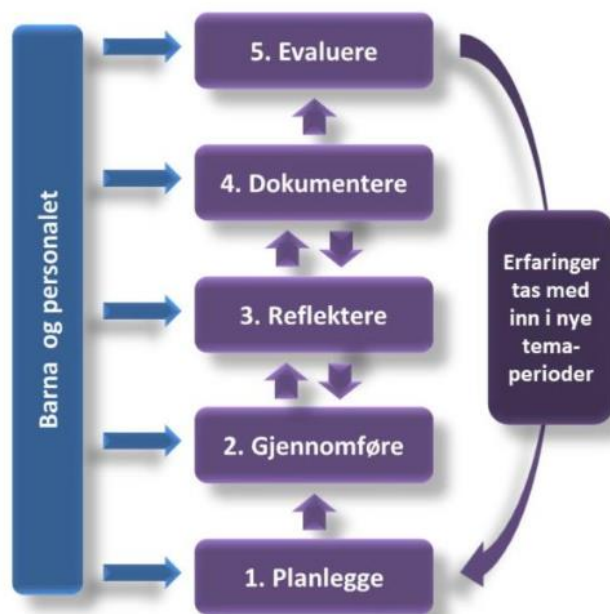 Barna og personalet
5. Evaluere
4. Dokumentere
3. Reflektere
2. Gjennomføre
1. Planlegge
Erfaringer
tas med
inn i nye
tema-
perioder